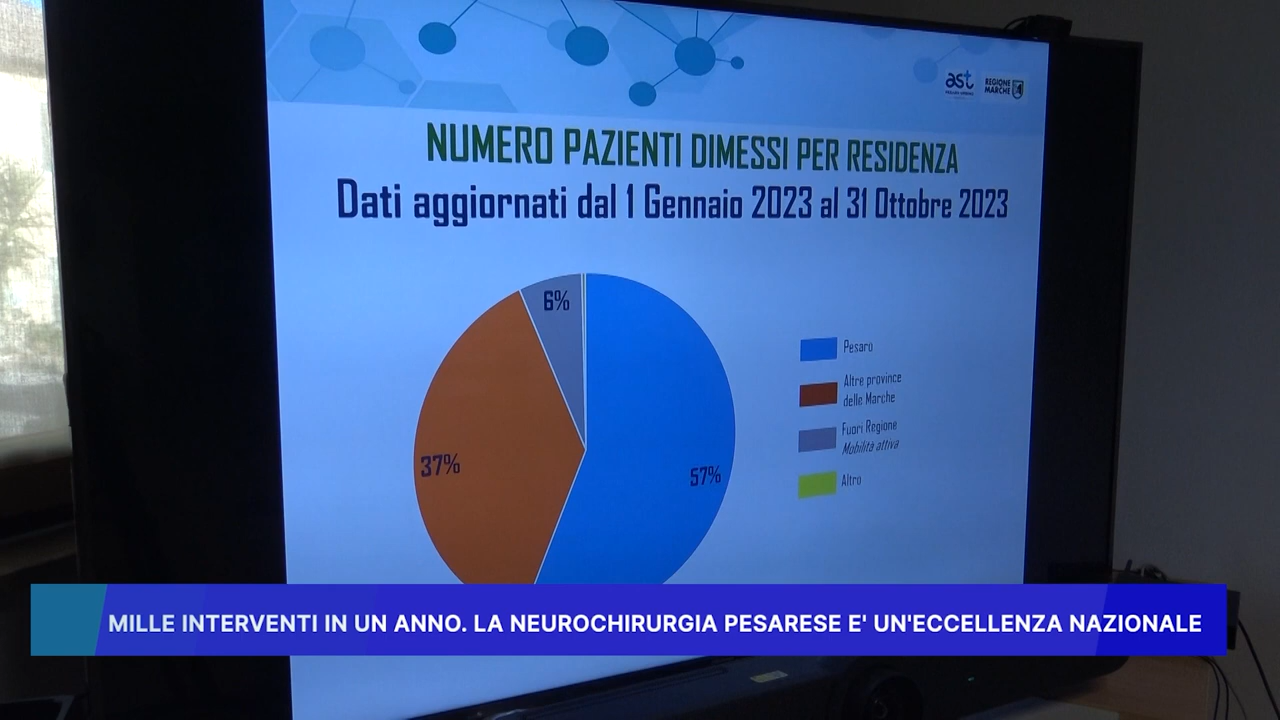 ast
REGIONE
MARCHE
NUMERO PAZIENTI DIMESSI PER RESIDENZA
Dati aggiornati dal 1 Gennaio 2023 al 31 Ottobre 2023
6%
37%
57%
Pesaro
Altre province
delle Marche
Fuori Regione
Mobilità attiva
Altro
MILLE INTERVENTI IN UN ANNO. LA NEUROCHIRURGIA PESARESE E' UN'ECCELLENZA NAZIONALE